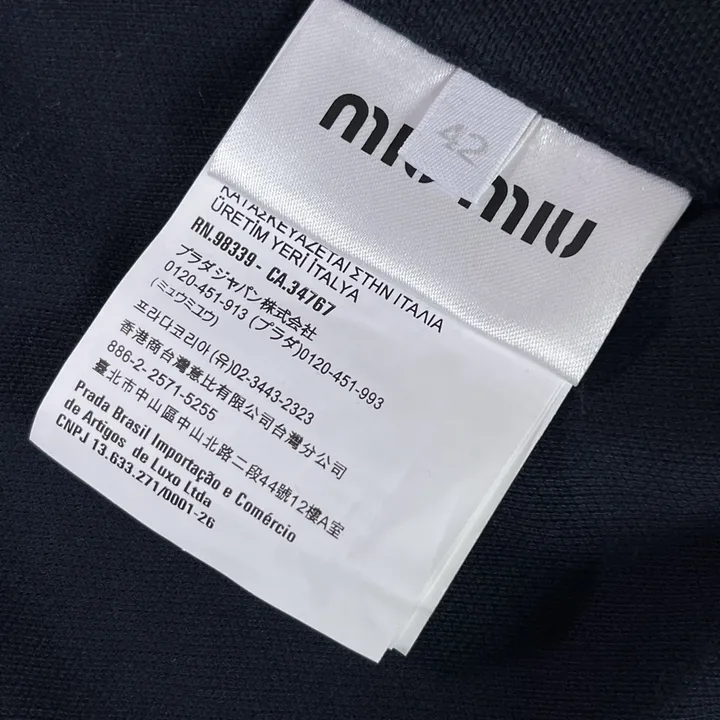 miu miu
42
ΚΑΤΑΣΚΕΥΑΖΕΤΑΙ ΣΤΗΝ ΙΤΑΛΙΑ
ÜRETİM YERİ İTALYA
RN.98339 - CA.34767
プラダジャパン株式会社
0120-451-913 (プラダ)0120-451-993
(ミュウミュウ)
프라다코리아(유)02-3443-2323
香港商台灣意比有限公司台灣分公司
886-2-2571-5255
臺北市中山區中山北路二段44號12樓A室
Prada Brasil Importação e Comércio
de Artigos de Luxo Ltda
CNPJ 13.633.271/0001-26